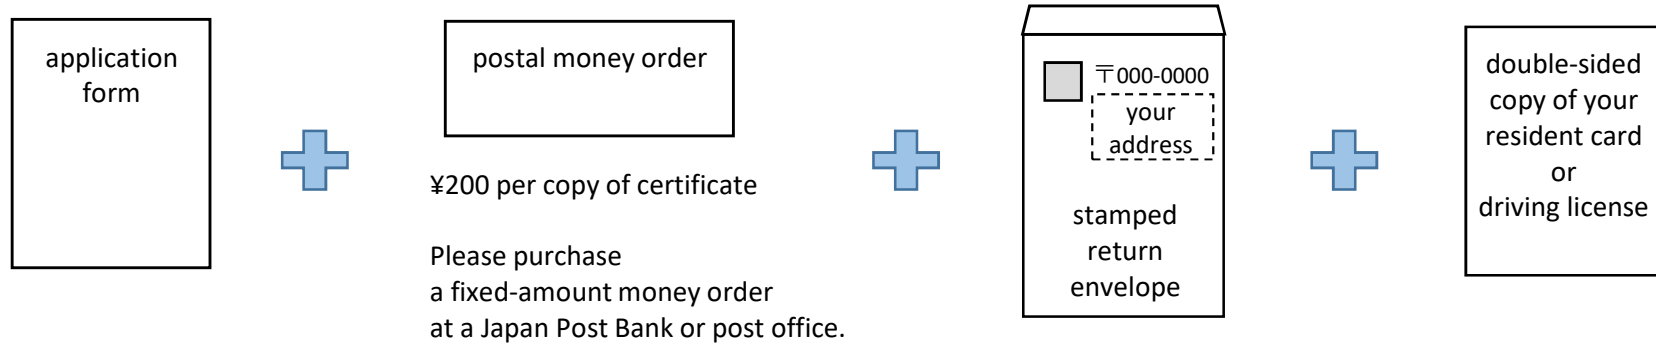 application
form
postal money order
¥200 per copy of certificate
Please purchase
a fixed-amount money order
at a Japan Post Bank or post office.
〒000-0000
your
address
stamped
return
envelope
double-sided
copy of your
resident card
or
driving license